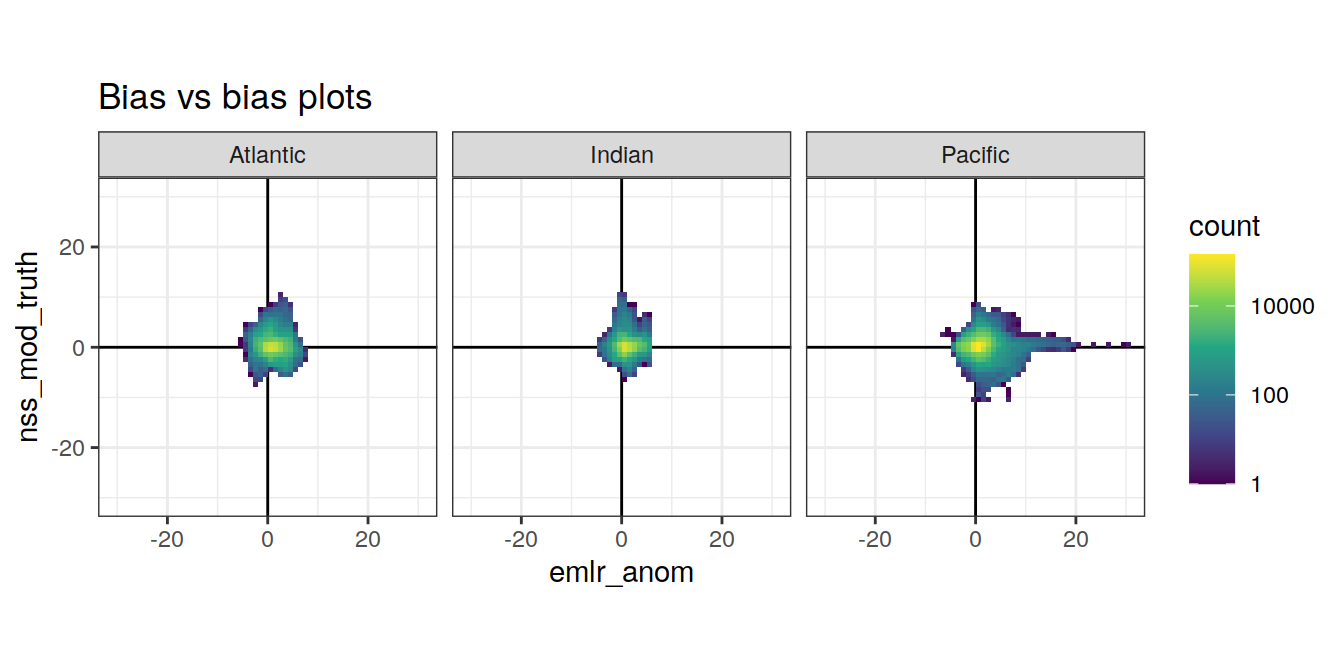 Bias vs bias plots
Atlantic Indian Pacific
nss_mod_truth
20
0
-20
-20 0 20 -20 0 20 -20 0 20
emlr_anom
count
10000
100
1